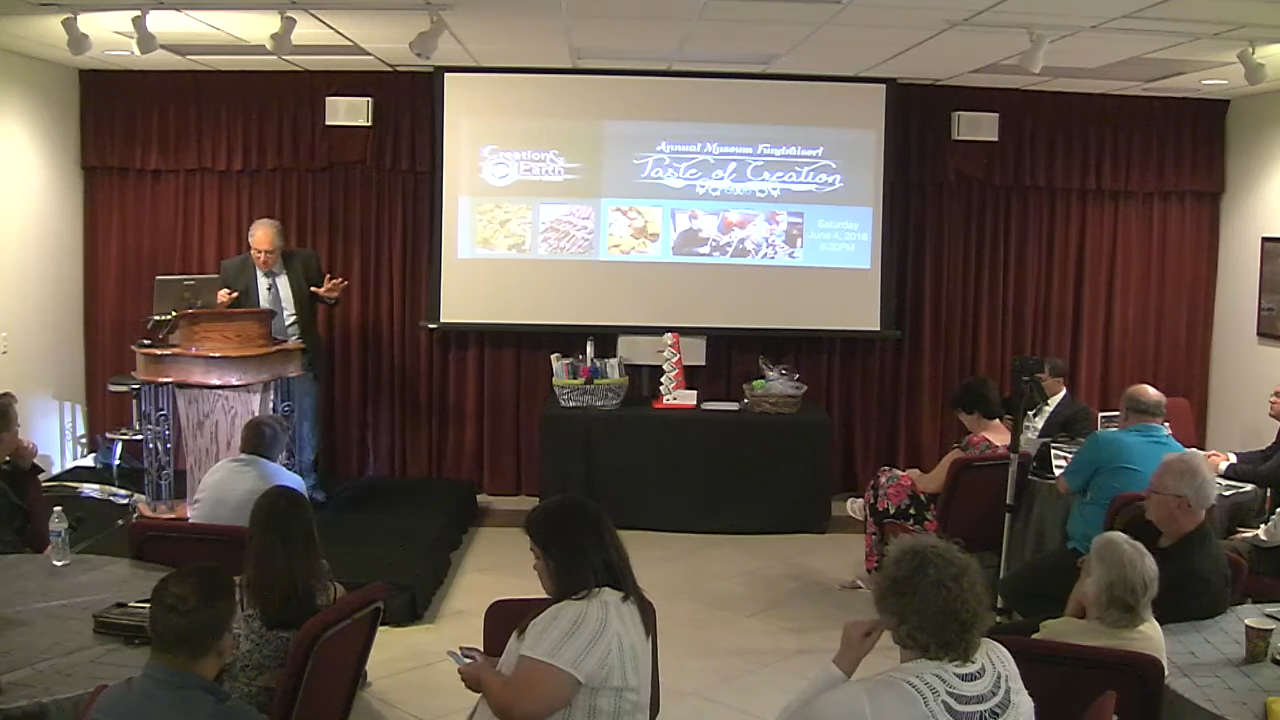 Creation &
Earth
Annual Museum Fundraiser!
Taste of Creation
Saturday
June 4, 2016
6:30PM